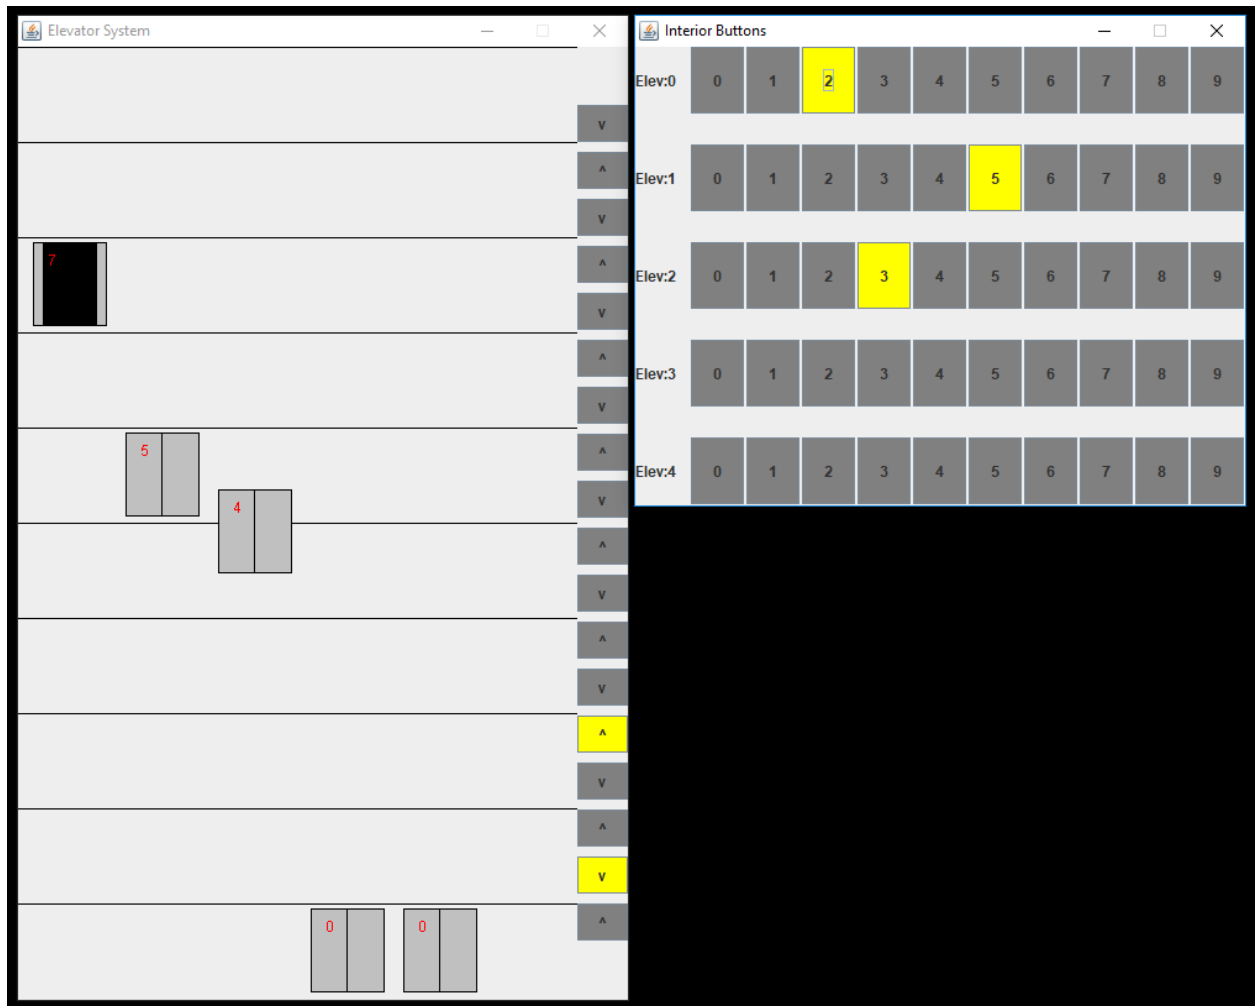 Elevator System
v
^
v
7
^
v
^
v
5
^
4
v
^
v
^
v
^
v
^
v
0 0 ^
Interior Buttons
Elev:0 0 1 2 3 4 5 6 7 8 9
Elev:1 0 1 2 3 4 5 6 7 8 9
Elev:2 0 1 2 3 4 5 6 7 8 9
Elev:3 0 1 2 3 4 5 6 7 8 9
Elev:4 0 1 2 3 4 5 6 7 8 9